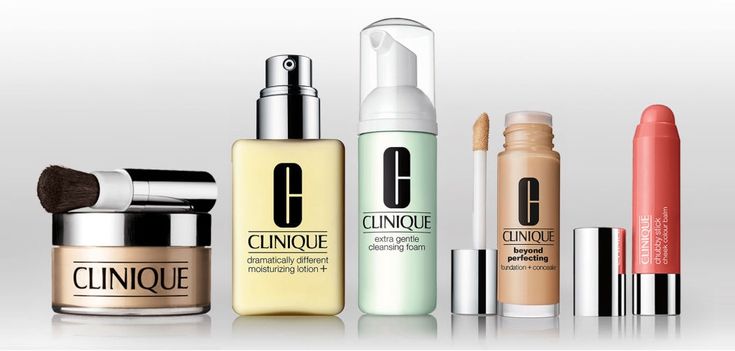 CLINIQUE
C
CLINIQUE
dramatically different
moisturizing lotion+
C
CLINIQUE
extra gentle
cleansing foam
C
CLINIQUE
beyond
perfecting
foundation + concealer
CLINIQUE
chubby stick
cheek colour balm